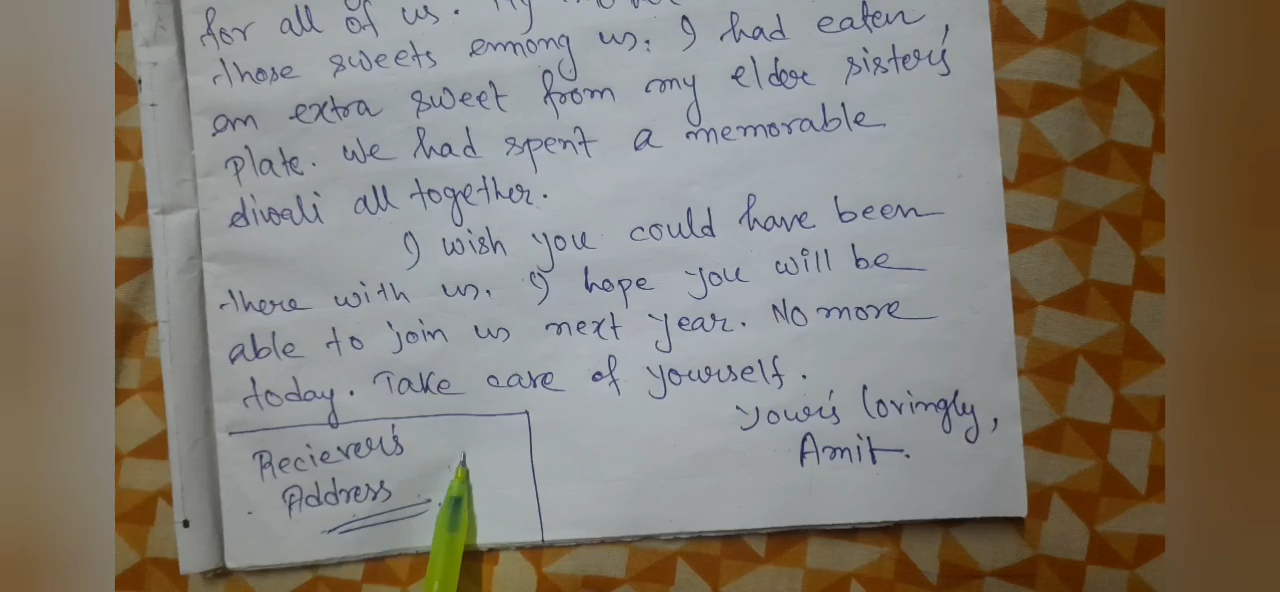 for all of us. My
those sweets among us. I had eaten,
an extra sweet from my elder sister's
plate. We had spent a memorable
diwali all together.
I wish you could have been
there with us. I hope you will be
able to join us next year. No more
today. Take care of yourself.
Your's lovingly,
Amit.
Reciever's
Address